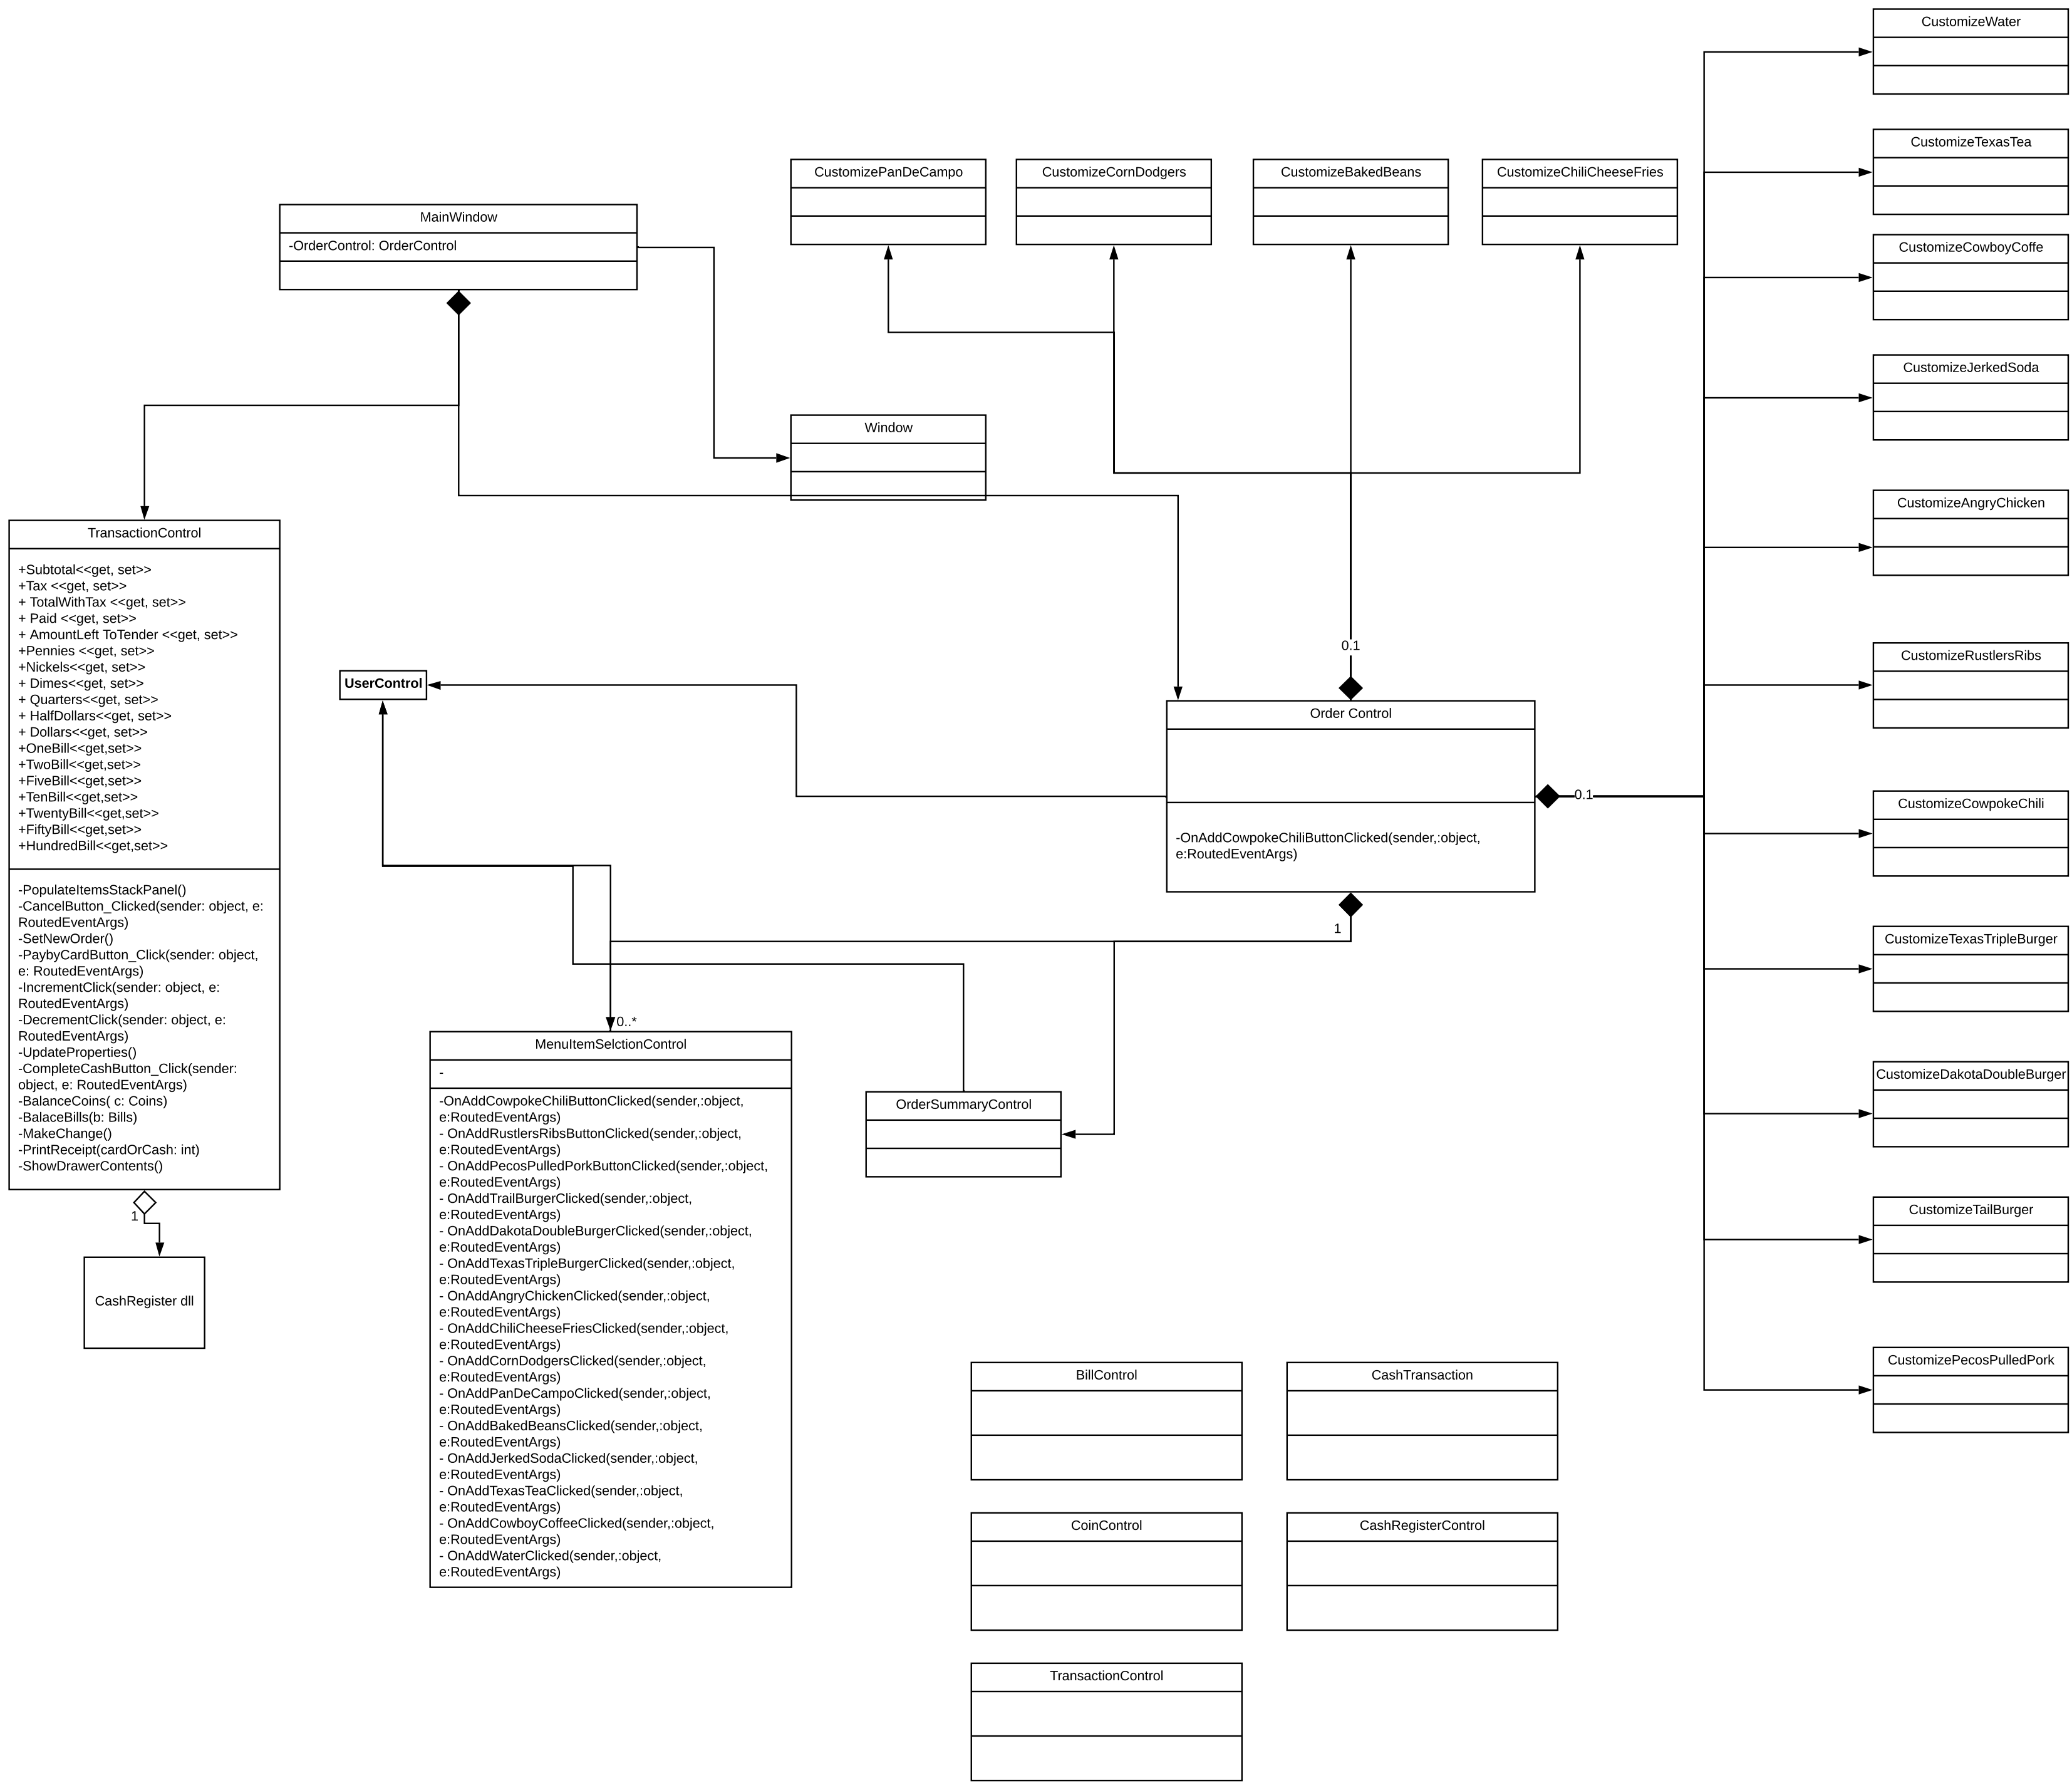 CustomizeWater
CustomizeTexasTea
CustomizePanDeCampo
CustomizeCornDodgers
CustomizeBakedBeans
CustomizeChiliCheeseFries
MainWindow
-OrderControl: OrderControl
CustomizeCowboyCoffe
CustomizeJerkedSoda
Window
CustomizeAngryChicken
TransactionControl
+Subtotal<<get, set>>
+Tax <<get, set>>
+ TotalWithTax <<get, set>>
+ Paid <<get, set>>
+ AmountLeft ToTender <<get, set>>
+Pennies <<get, set>>
+Nickels<<get, set>>
+ Dimes<<get, set>>
+ Quarters<<get, set>>
+ HalfDollars<<get, set>>
+ Dollars<<get, set>>
+OneBill<<get,set>>
+TwoBill<<get,set>>
+FiveBill<<get,set>>
+TenBill<<get,set>>
+TwentyBill<<get,set>>
+FiftyBill<<get,set>>
+HundredBill<<get,set>>
-PopulateItemsStackPanel()
-CancelButton_Clicked(sender: object, e:
RoutedEventArgs)
-SetNewOrder()
-PaybyCardButton_Click(sender: object,
e: RoutedEventArgs)
-IncrementClick(sender: object, e:
RoutedEventArgs)
-DecrementClick(sender: object, e:
RoutedEventArgs)
-UpdateProperties()
-CompleteCashButton_Click(sender:
object, e: RoutedEventArgs)
-BalanceCoins( c: Coins)
-BalaceBills(b: Bills)
-MakeChange()
-PrintReceipt(cardOrCash: int)
-ShowDrawerContents()
1
CashRegister dll
UserControl
0.1
Order Control
-OnAddCowpokeChiliButtonClicked(sender,:object,
e:RoutedEventArgs)
0.1
1
CustomizeRustlersRibs
CustomizeCowpokeChili
CustomizeTexasTripleBurger
CustomizeDakotaDoubleBurger
CustomizeTailBurger
CustomizePecosPulledPork
0..*
MenuItemSelctionControl
-
-OnAddCowpokeChiliButtonClicked(sender,:object,
e:RoutedEventArgs)
- OnAddRustlersRibsButtonClicked(sender,:object,
e:RoutedEventArgs)
- OnAddPecosPulledPorkButtonClicked(sender,:object,
e:RoutedEventArgs)
- OnAddTrailBurgerClicked(sender,:object,
e:RoutedEventArgs)
- OnAddDakotaDoubleBurgerClicked(sender,:object,
e:RoutedEventArgs)
- OnAddTexasTripleBurgerClicked(sender,:object,
e:RoutedEventArgs)
- OnAddAngryChickenClicked(sender,:object,
e:RoutedEventArgs)
- OnAddChiliCheeseFriesClicked(sender,:object,
e:RoutedEventArgs)
- OnAddCornDodgersClicked(sender,:object,
e:RoutedEventArgs)
- OnAddPanDeCampoClicked(sender,:object,
e:RoutedEventArgs)
- OnAddBakedBeansClicked(sender,:object,
e:RoutedEventArgs)
- OnAddJerkedSodaClicked(sender,:object,
e:RoutedEventArgs)
- OnAddTexasTeaClicked(sender,:object,
e:RoutedEventArgs)
- OnAddCowboyCoffeeClicked(sender,:object,
e:RoutedEventArgs)
- OnAddWaterClicked(sender,:object,
e:RoutedEventArgs)
OrderSummaryControl
BillControl
CashTransaction
CoinControl
CashRegisterControl
TransactionControl